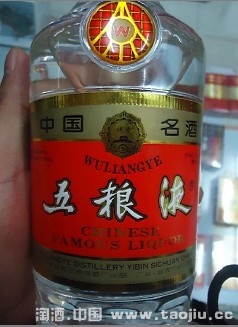 W
中国 名酒
WULIANGYE
五粮液
CHINESE
FAMOUS LIQUOR
WULIANGYE DISTILLERY YIBIN SICHUAN
淘酒.中国 www.taojiu.cc